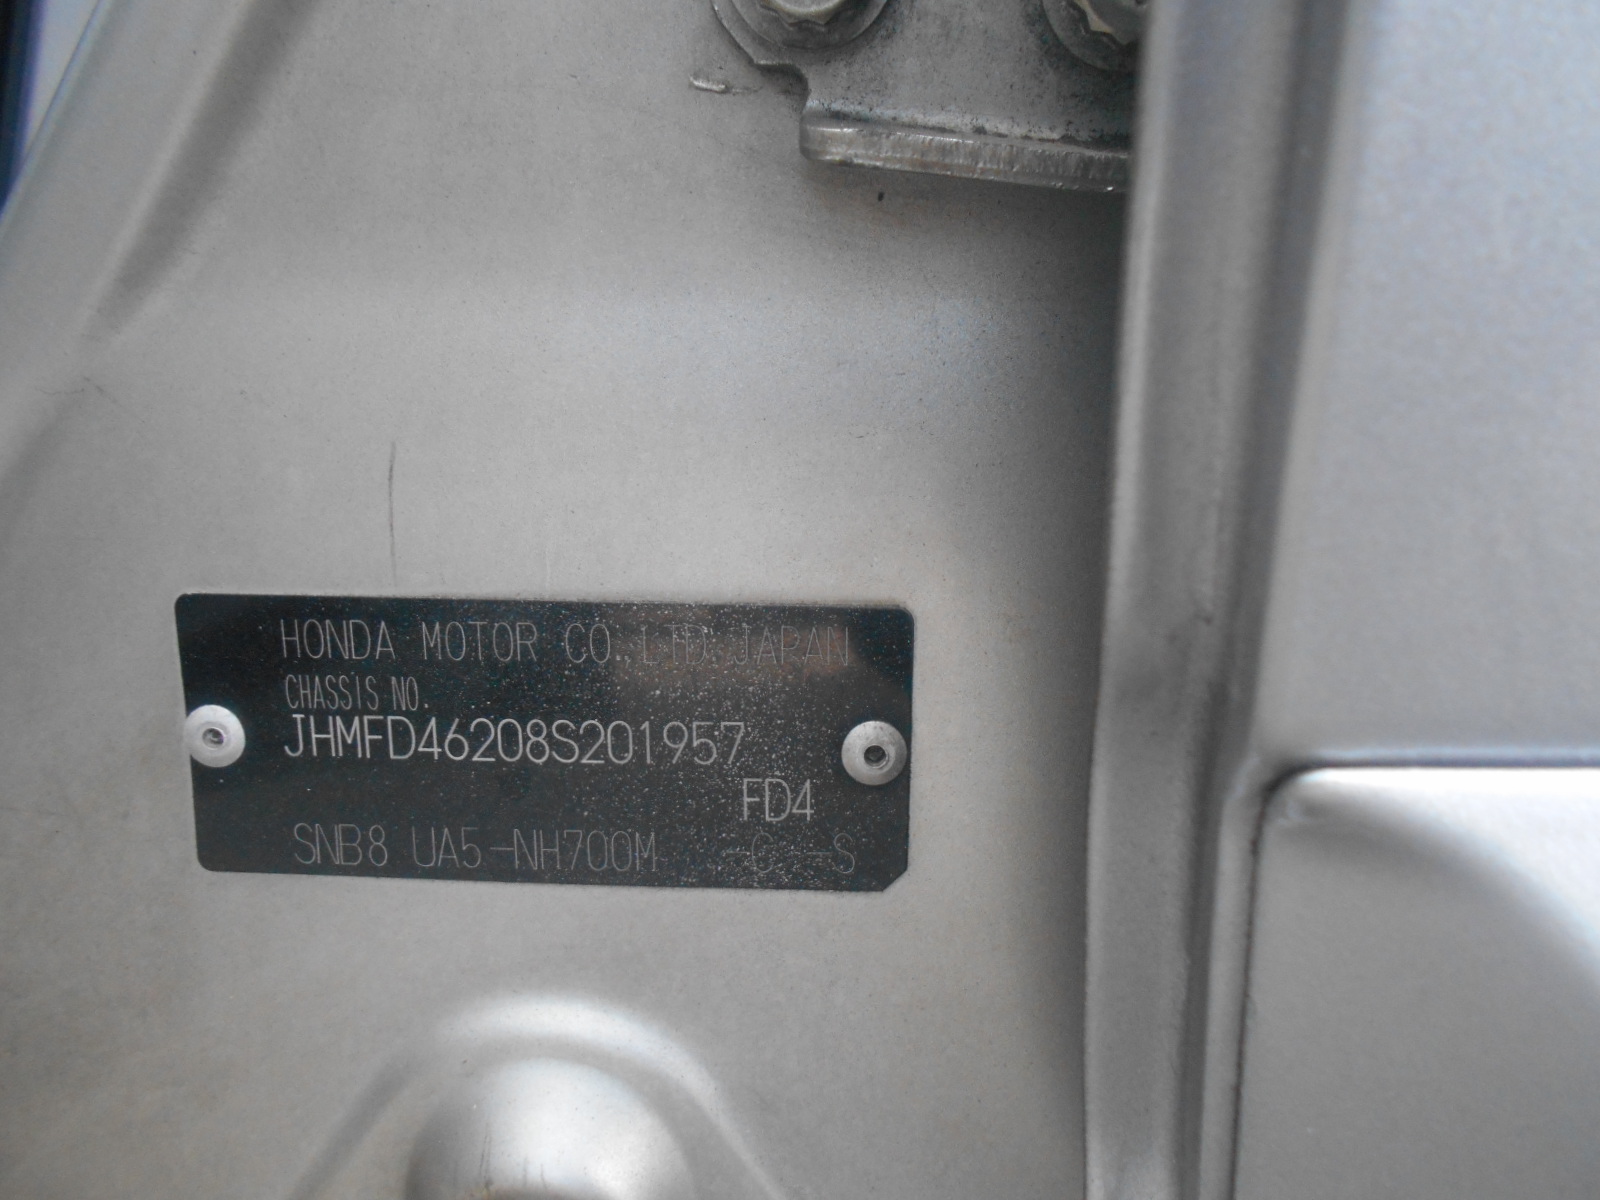 HONDA MOTOR CO.,LTD.JAPAN
CHASSIS NO.
JHMFD46208S201957
FD4
SNB8 UA5-NH700M -C -S